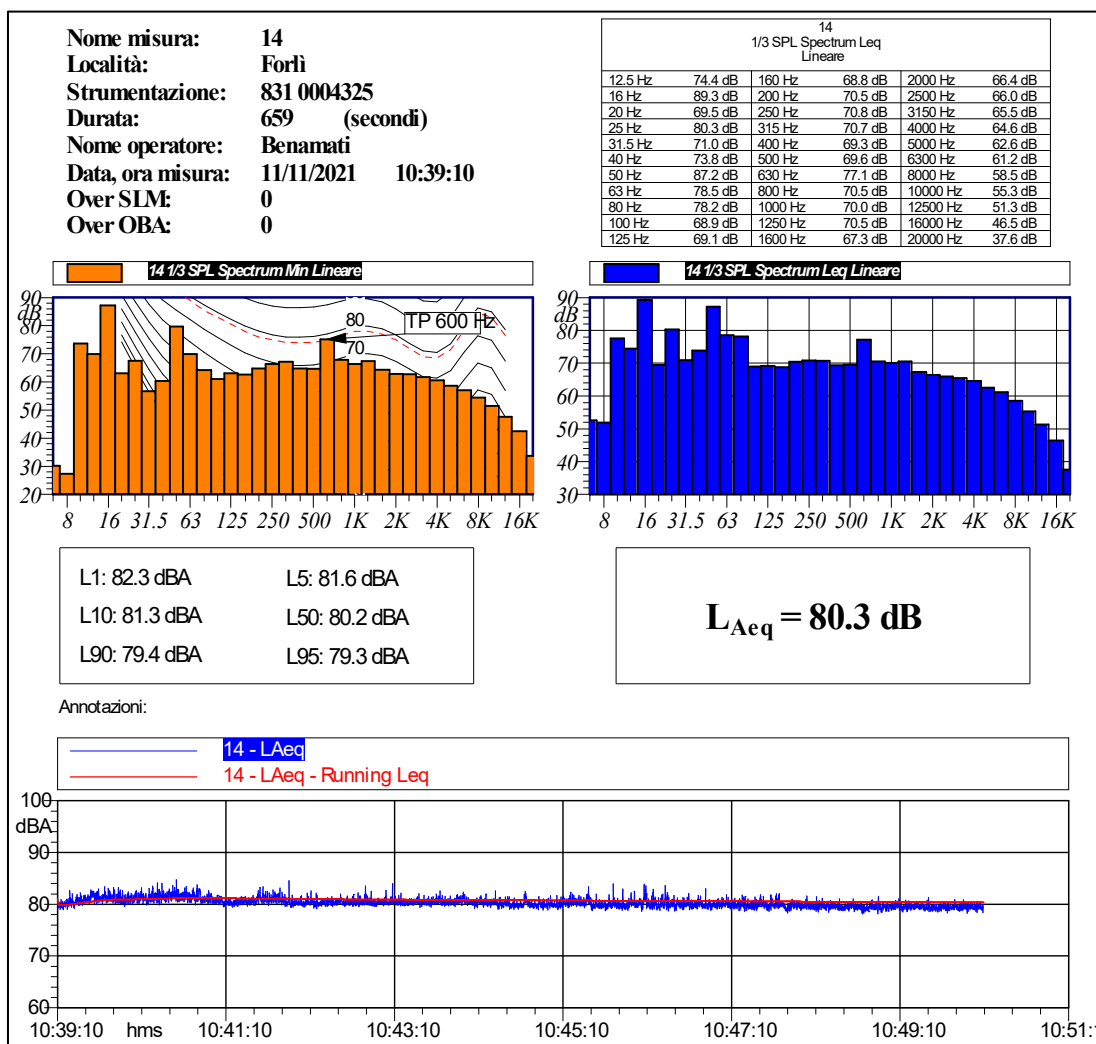 Nome misura: 14
Località: Forlì
Strumentazione: 831 0004325
Durata: 659 (secondi)
Nome operatore: Benamati
Data, ora misura: 11/11/2021 10:39:10
Over SLM: 0
Over OBA: 0
14
1/3 SPL Spectrum Leq
Lineare
12.5 Hz 74.4 dB 160 Hz 68.8 dB 2000 Hz 66.4 dB
16 Hz 89.3 dB 200 Hz 70.5 dB 2500 Hz 66.0 dB
20 Hz 69.5 dB 250 Hz 70.8 dB 3150 Hz 65.5 dB
25 Hz 80.3 dB 315 Hz 70.7 dB 4000 Hz 64.6 dB
31.5 Hz 71.0 dB 400 Hz 69.3 dB 5000 Hz 62.6 dB
40 Hz 73.8 dB 500 Hz 69.6 dB 6300 Hz 61.2 dB
50 Hz 87.2 dB 630 Hz 77.1 dB 8000 Hz 58.5 dB
63 Hz 78.5 dB 800 Hz 70.5 dB 10000 Hz 55.3 dB
80 Hz 78.2 dB 1000 Hz 70.0 dB 12500 Hz 51.3 dB
100 Hz 68.9 dB 1250 Hz 70.5 dB 16000 Hz 46.5 dB
125 Hz 69.1 dB 1600 Hz 67.3 dB 20000 Hz 37.6 dB
14 1/3 SPL Spectrum Min Lineare
90
dB
80
70
60
50
40
30
20
80
70
TP 600 Hz
8 16 31.5 63 125 250 500 1K 2K 4K 8K 16K
14 1/3 SPL Spectrum Leq Lineare
90
dB
80
70
60
50
40
30
8 16 31.5 63 125 250 500 1K 2K 4K 8K 16K
L1: 82.3 dBA L5: 81.6 dBA
L10: 81.3 dBA L50: 80.2 dBA
L90: 79.4 dBA L95: 79.3 dBA
LAeq = 80.3 dB
Annotazioni:
14 - LAeq
14 - LAeq - Running Leq
100
dBA
90
80
70
60
10:39:10 hms 10:41:10 10:43:10 10:45:10 10:47:10 10:49:10 10:51:1